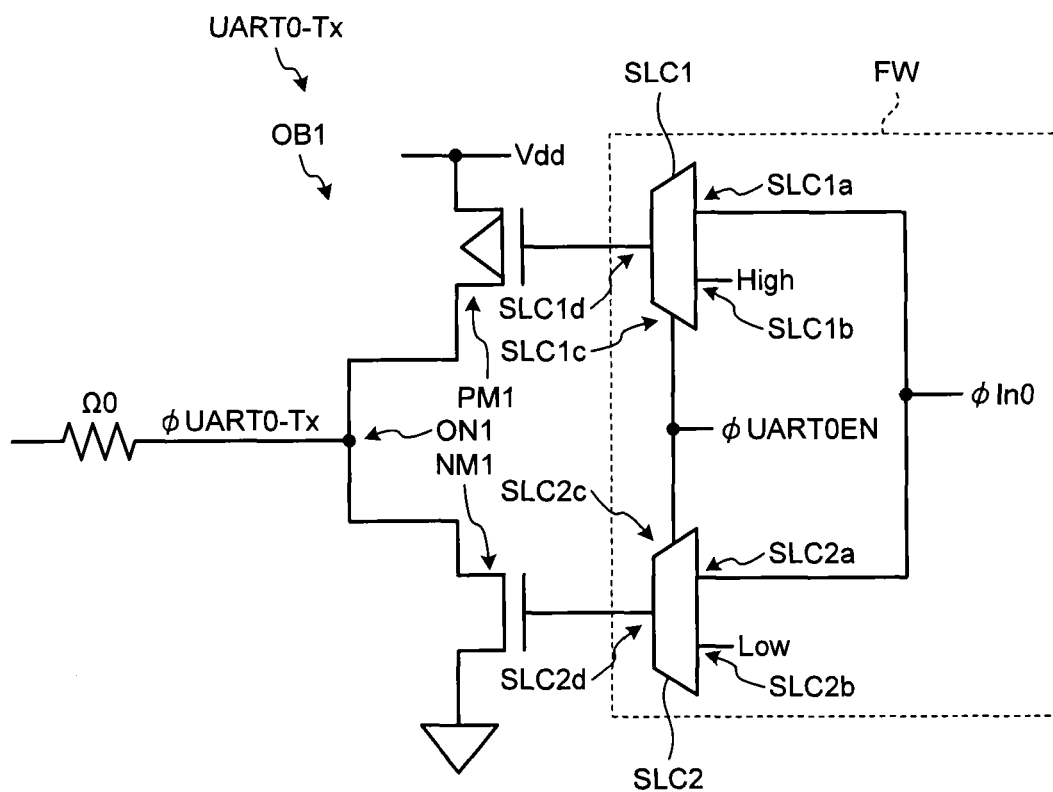 UART0-Tx
OB1
SLC1
FW
Vdd
SLC1a
High
SLC1d
SLC1b
SLC1c
PM1
Ω0
ϕUART0-Tx
ON1
NM1
ϕIn0
ϕUART0EN
SLC2c
SLC2a
Low
SLC2d
SLC2b
SLC2